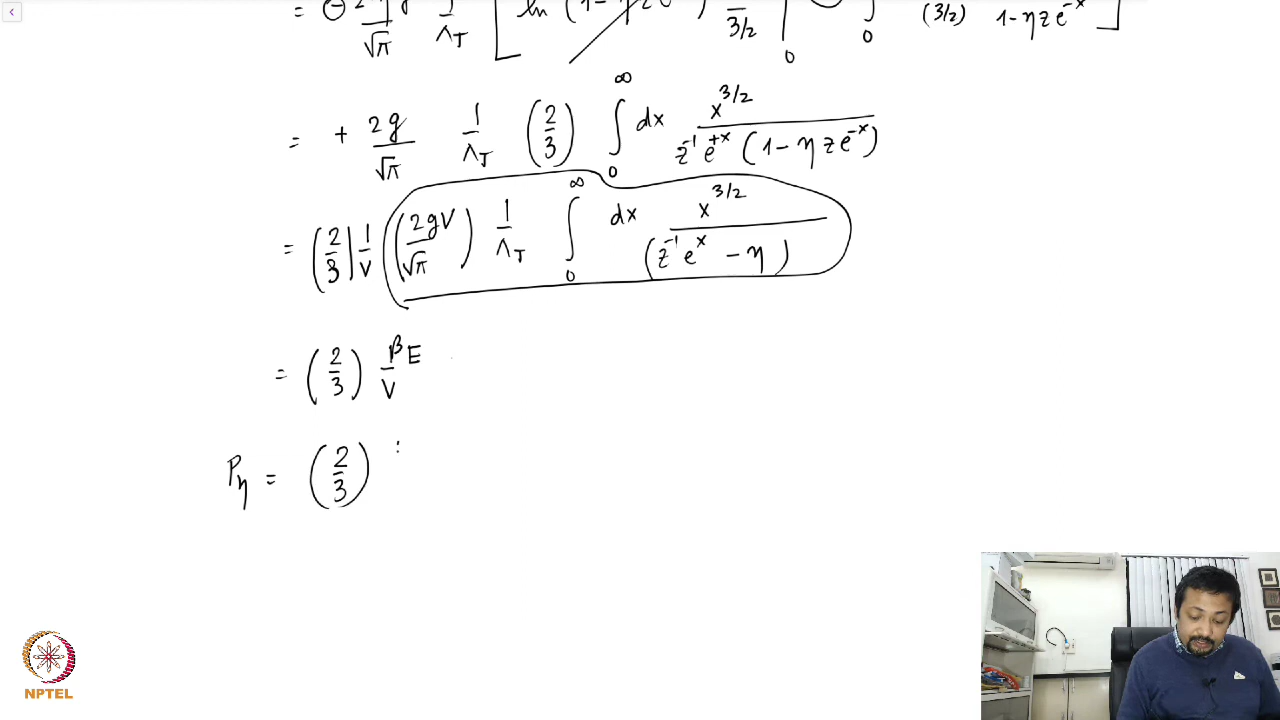 = + 2g/√π 1/Λ_T (2/3) ∫_0^∞ dx x^{3/2} / z^{-1} e^{+x} (1 - η z e^{-x})
= (2/3) 1/V (2gV/√π) 1/Λ_T ∫_0^∞ dx x^{3/2} / (z^{-1} e^x - η)
= (2/3) βE/V
P_η = (2/3)
NPTEL